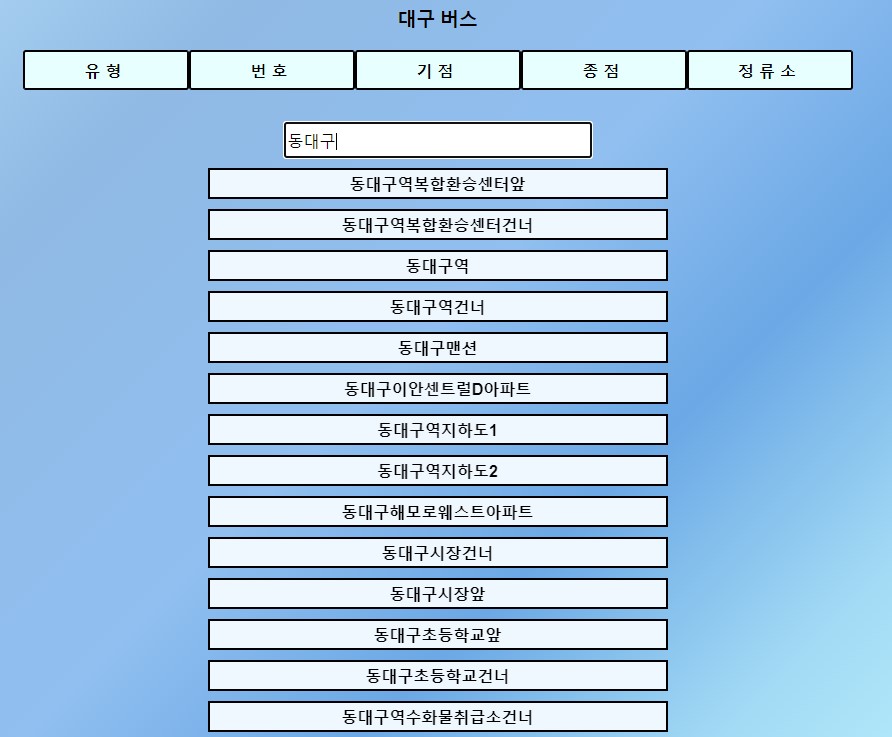 대구 버스
유 형 번 호 기 점 종 점 정 류 소
동대구
동대구역복합환승센터앞
동대구역복합환승센터건너
동대구역
동대구역건너
동대구맨션
동대구이안센트럴D아파트
동대구역지하도1
동대구역지하도2
동대구해모로웨스트아파트
동대구시장건너
동대구시장앞
동대구초등학교앞
동대구초등학교건너
동대구역수화물취급소건너